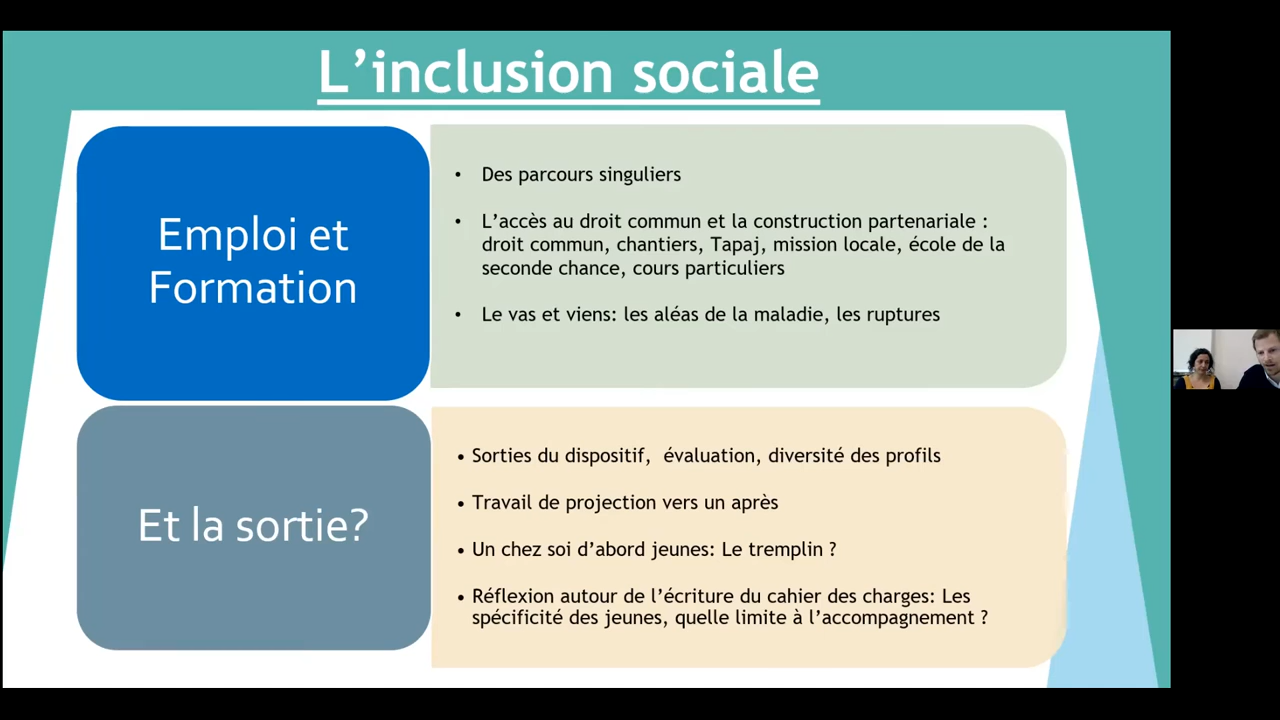 L’inclusion sociale
Emploi et
Formation
• Des parcours singuliers
• L’accès au droit commun et la construction partenariale :
droit commun, chantiers, Tapaj, mission locale, école de la
seconde chance, cours particuliers
• Le vas et viens: les aléas de la maladie, les ruptures
Et la sortie?
• Sorties du dispositif,  évaluation, diversité des profils
• Travail de projection vers un après
• Un chez soi d’abord jeunes: Le tremplin ?
• Réflexion autour de l’écriture du cahier des charges: Les
spécificité des jeunes, quelle limite à l’accompagnement ?